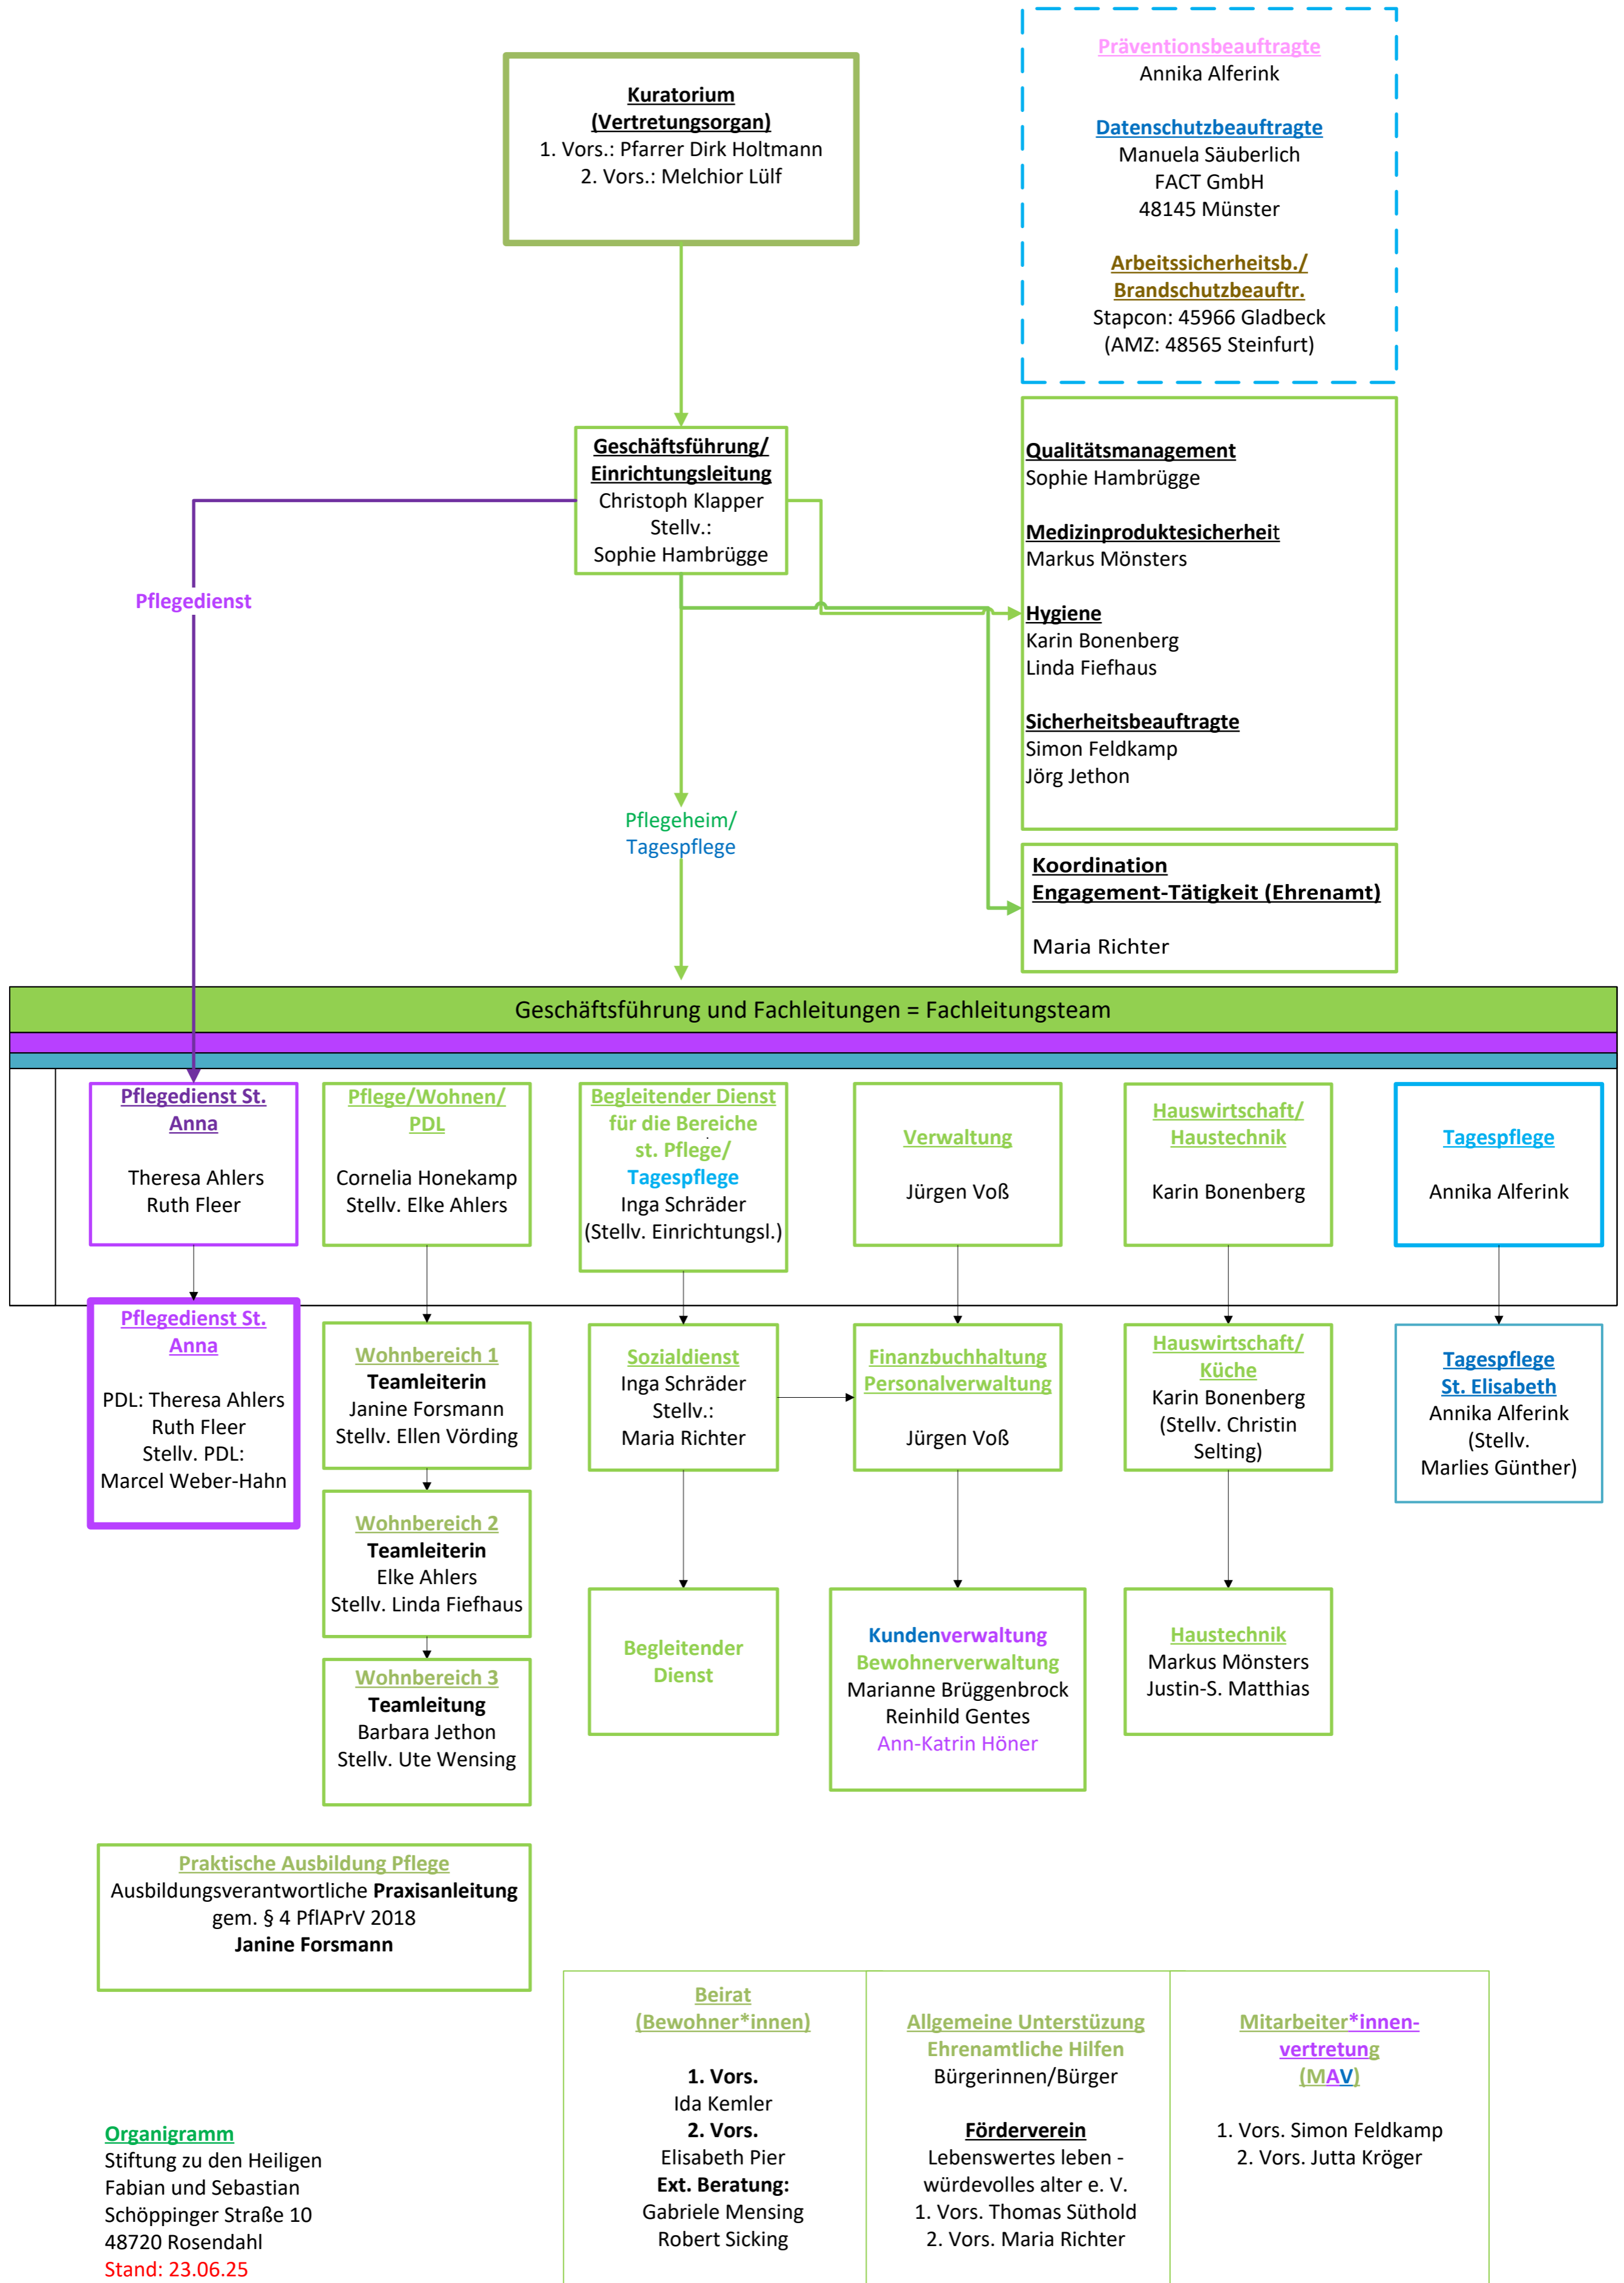 Kuratorium
(Vertretungsorgan)
1. Vors.: Pfarrer Dirk Holtmann
2. Vors.: Melchior Lülf
Präventionsbeauftragte
Annika Alferink
Datenschutzbeauftragte
Manuela Säuberlich
FACT GmbH
48145 Münster
Arbeitssicherheitsb./
Brandschutzbeauftr.
Stapcon: 45966 Gladbeck
(AMZ: 48565 Steinfurt)
Geschäftsführung/
Einrichtungsleitung
Christoph Klapper
Stellv.:
Sophie Hambrügge
Qualitätsmanagement
Sophie Hambrügge
Medizinproduktesicherheit
Markus Mönsters
Hygiene
Karin Bonenberg
Linda Fiefhaus
Sicherheitsbeauftragte
Simon Feldkamp
Jörg Jethon
Pflegedienst
Pflegeheim/
Tagespflege
Koordination
Engagement-Tätigkeit (Ehrenamt)
Maria Richter
Geschäftsführung und Fachleitungen = Fachleitungsteam
Pflegedienst St.
Anna
Theresa Ahlers
Ruth Fleer
Pflege/Wohnen/
PDL
Cornelia Honekamp
Stellv. Elke Ahlers
Begleitender Dienst
für die Bereiche
st. Pflege/
Tagespflege
Inga Schräder
(Stellv. Einrichtungsl.)
Verwaltung
Jürgen Voß
Hauswirtschaft/
Haustechnik
Karin Bonenberg
Tagespflege
Annika Alferink
Pflegedienst St.
Anna
PDL: Theresa Ahlers
Ruth Fleer
Stellv. PDL:
Marcel Weber-Hahn
Wohnbereich 1
Teamleiterin
Janine Forsmann
Stellv. Ellen Vörding
Sozialdienst
Inga Schräder
Stellv.:
Maria Richter
Finanzbuchhaltung
Personalverwaltung
Jürgen Voß
Hauswirtschaft/
Küche
Karin Bonenberg
(Stellv. Christin
Selting)
Tagespflege
St. Elisabeth
Annika Alferink
(Stellv.
Marlies Günther)
Wohnbereich 2
Teamleiterin
Elke Ahlers
Stellv. Linda Fiefhaus
Wohnbereich 3
Teamleitung
Barbara Jethon
Stellv. Ute Wensing
Begleitender
Dienst
Kundenverwaltung
Bewohnerverwaltung
Marianne Brüggenbrock
Reinhild Gentes
Ann-Katrin Höner
Haustechnik
Markus Mönsters
Justin-S. Matthias
Praktische Ausbildung Pflege
Ausbildungsverantwortliche Praxisanleitung
gem. § 4 PflAPrV 2018
Janine Forsmann
Beirat
(Bewohner*innen)
1. Vors.
Ida Kemler
2. Vors.
Elisabeth Pier
Ext. Beratung:
Gabriele Mensing
Robert Sicking
Allgemeine Unterstüzung
Ehrenamtliche Hilfen
Bürgerinnen/Bürger
Förderverein
Lebenswertes leben -
würdevolles alter e. V.
1. Vors. Thomas Süthold
2. Vors. Maria Richter
Mitarbeiter*innen-
vertretung
(MAV)
1. Vors. Simon Feldkamp
2. Vors. Jutta Kröger
Organigramm
Stiftung zu den Heiligen
Fabian und Sebastian
Schöppinger Straße 10
48720 Rosendahl
Stand: 23.06.25